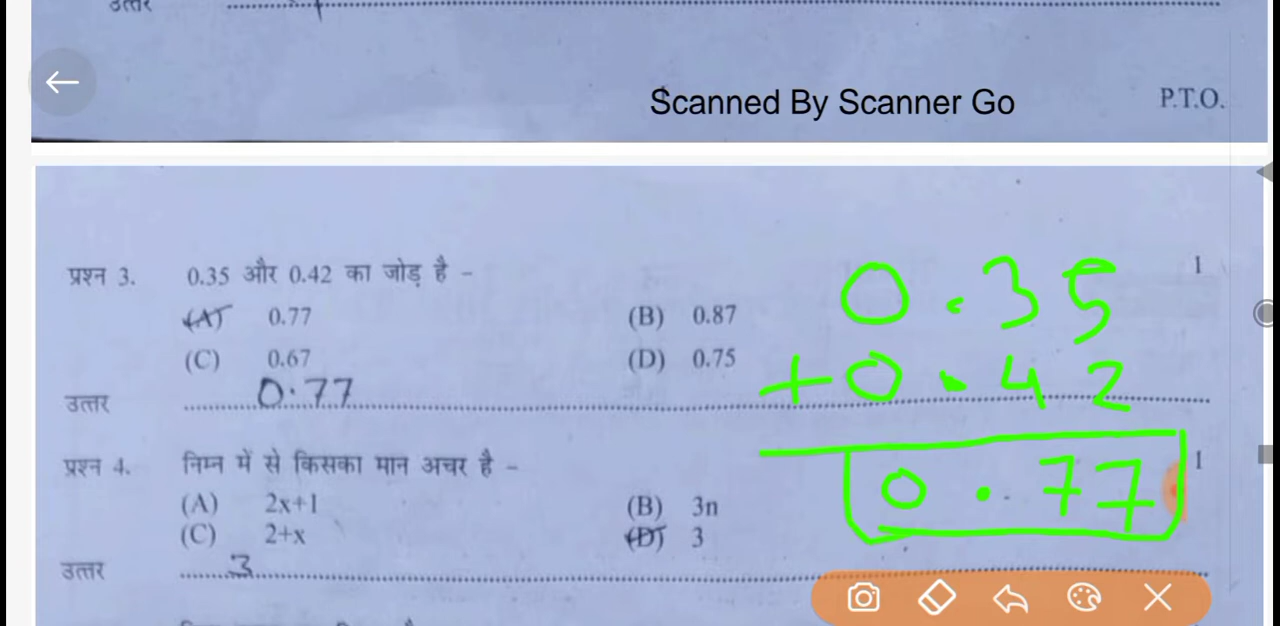 उत्तर
Scanned By Scanner Go
P.T.O.
प्रश्न 3. 0.35 और 0.42 का जोड़ है - 1
(A) 0.77 (B) 0.87
(C) 0.67 (D) 0.75
उत्तर 0.77
0.35
+0.42
0.77
प्रश्न 4. निम्न में से किसका मान अचर है - 1
(A) 2x+1 (B) 3n
(C) 2+x (D) 3
उत्तर 3